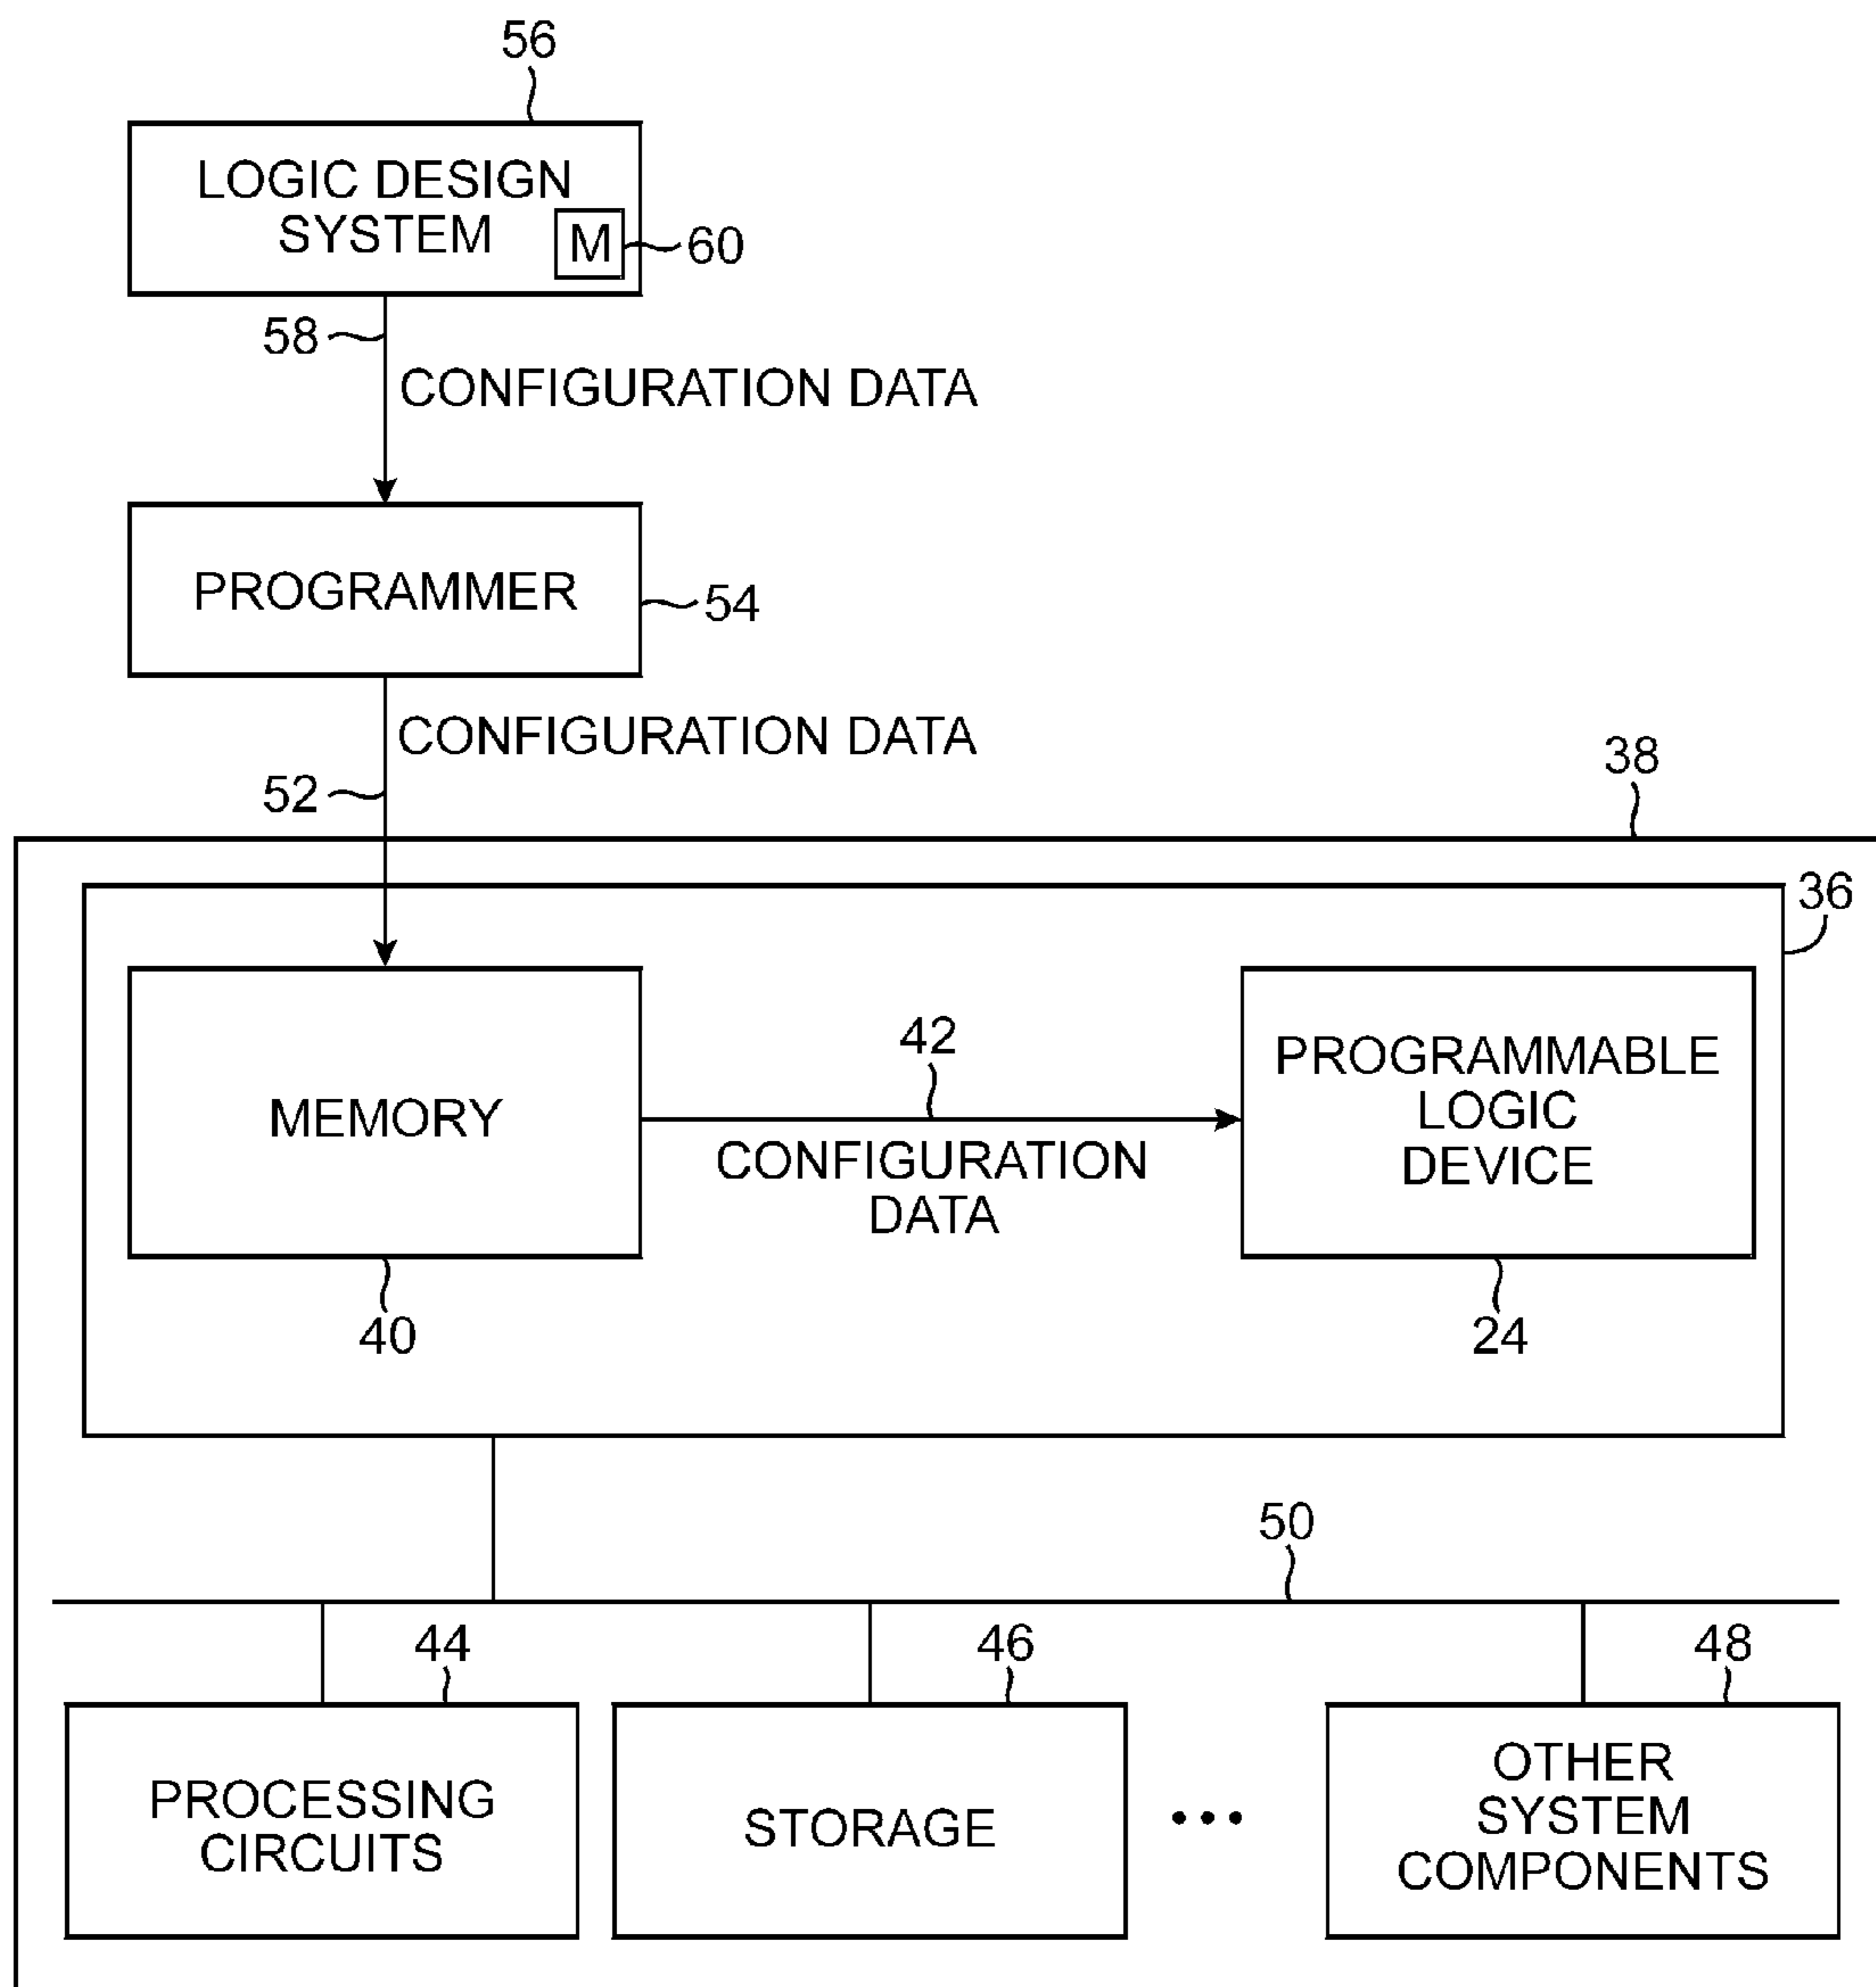 56
LOGIC DESIGN
SYSTEM
M
60
58
CONFIGURATION DATA
PROGRAMMER
54
CONFIGURATION DATA
52
38
36
MEMORY
42
CONFIGURATION
DATA
PROGRAMMABLE
LOGIC
DEVICE
40
24
50
44
46
48
PROCESSING
CIRCUITS
STORAGE
•••
OTHER
SYSTEM
COMPONENTS